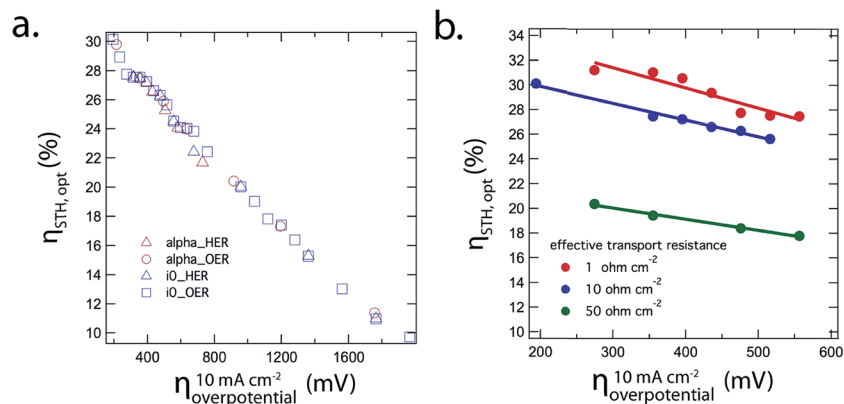 a.
30
28
26
24
22
20
18
16
14
12
10
ηSTH, opt (%)
alpha_HER
alpha_OER
i0_HER
i0_OER
400 800 1200 1600
η 10 mA cm-2 overpotential (mV)
b.
34
32
30
28
26
24
22
20
18
16
14
12
10
ηSTH, opt (%)
effective transport resistance
1 ohm cm-2
10 ohm cm-2
50 ohm cm-2
200 300 400 500 600
η 10 mA cm-2 overpotential (mV)